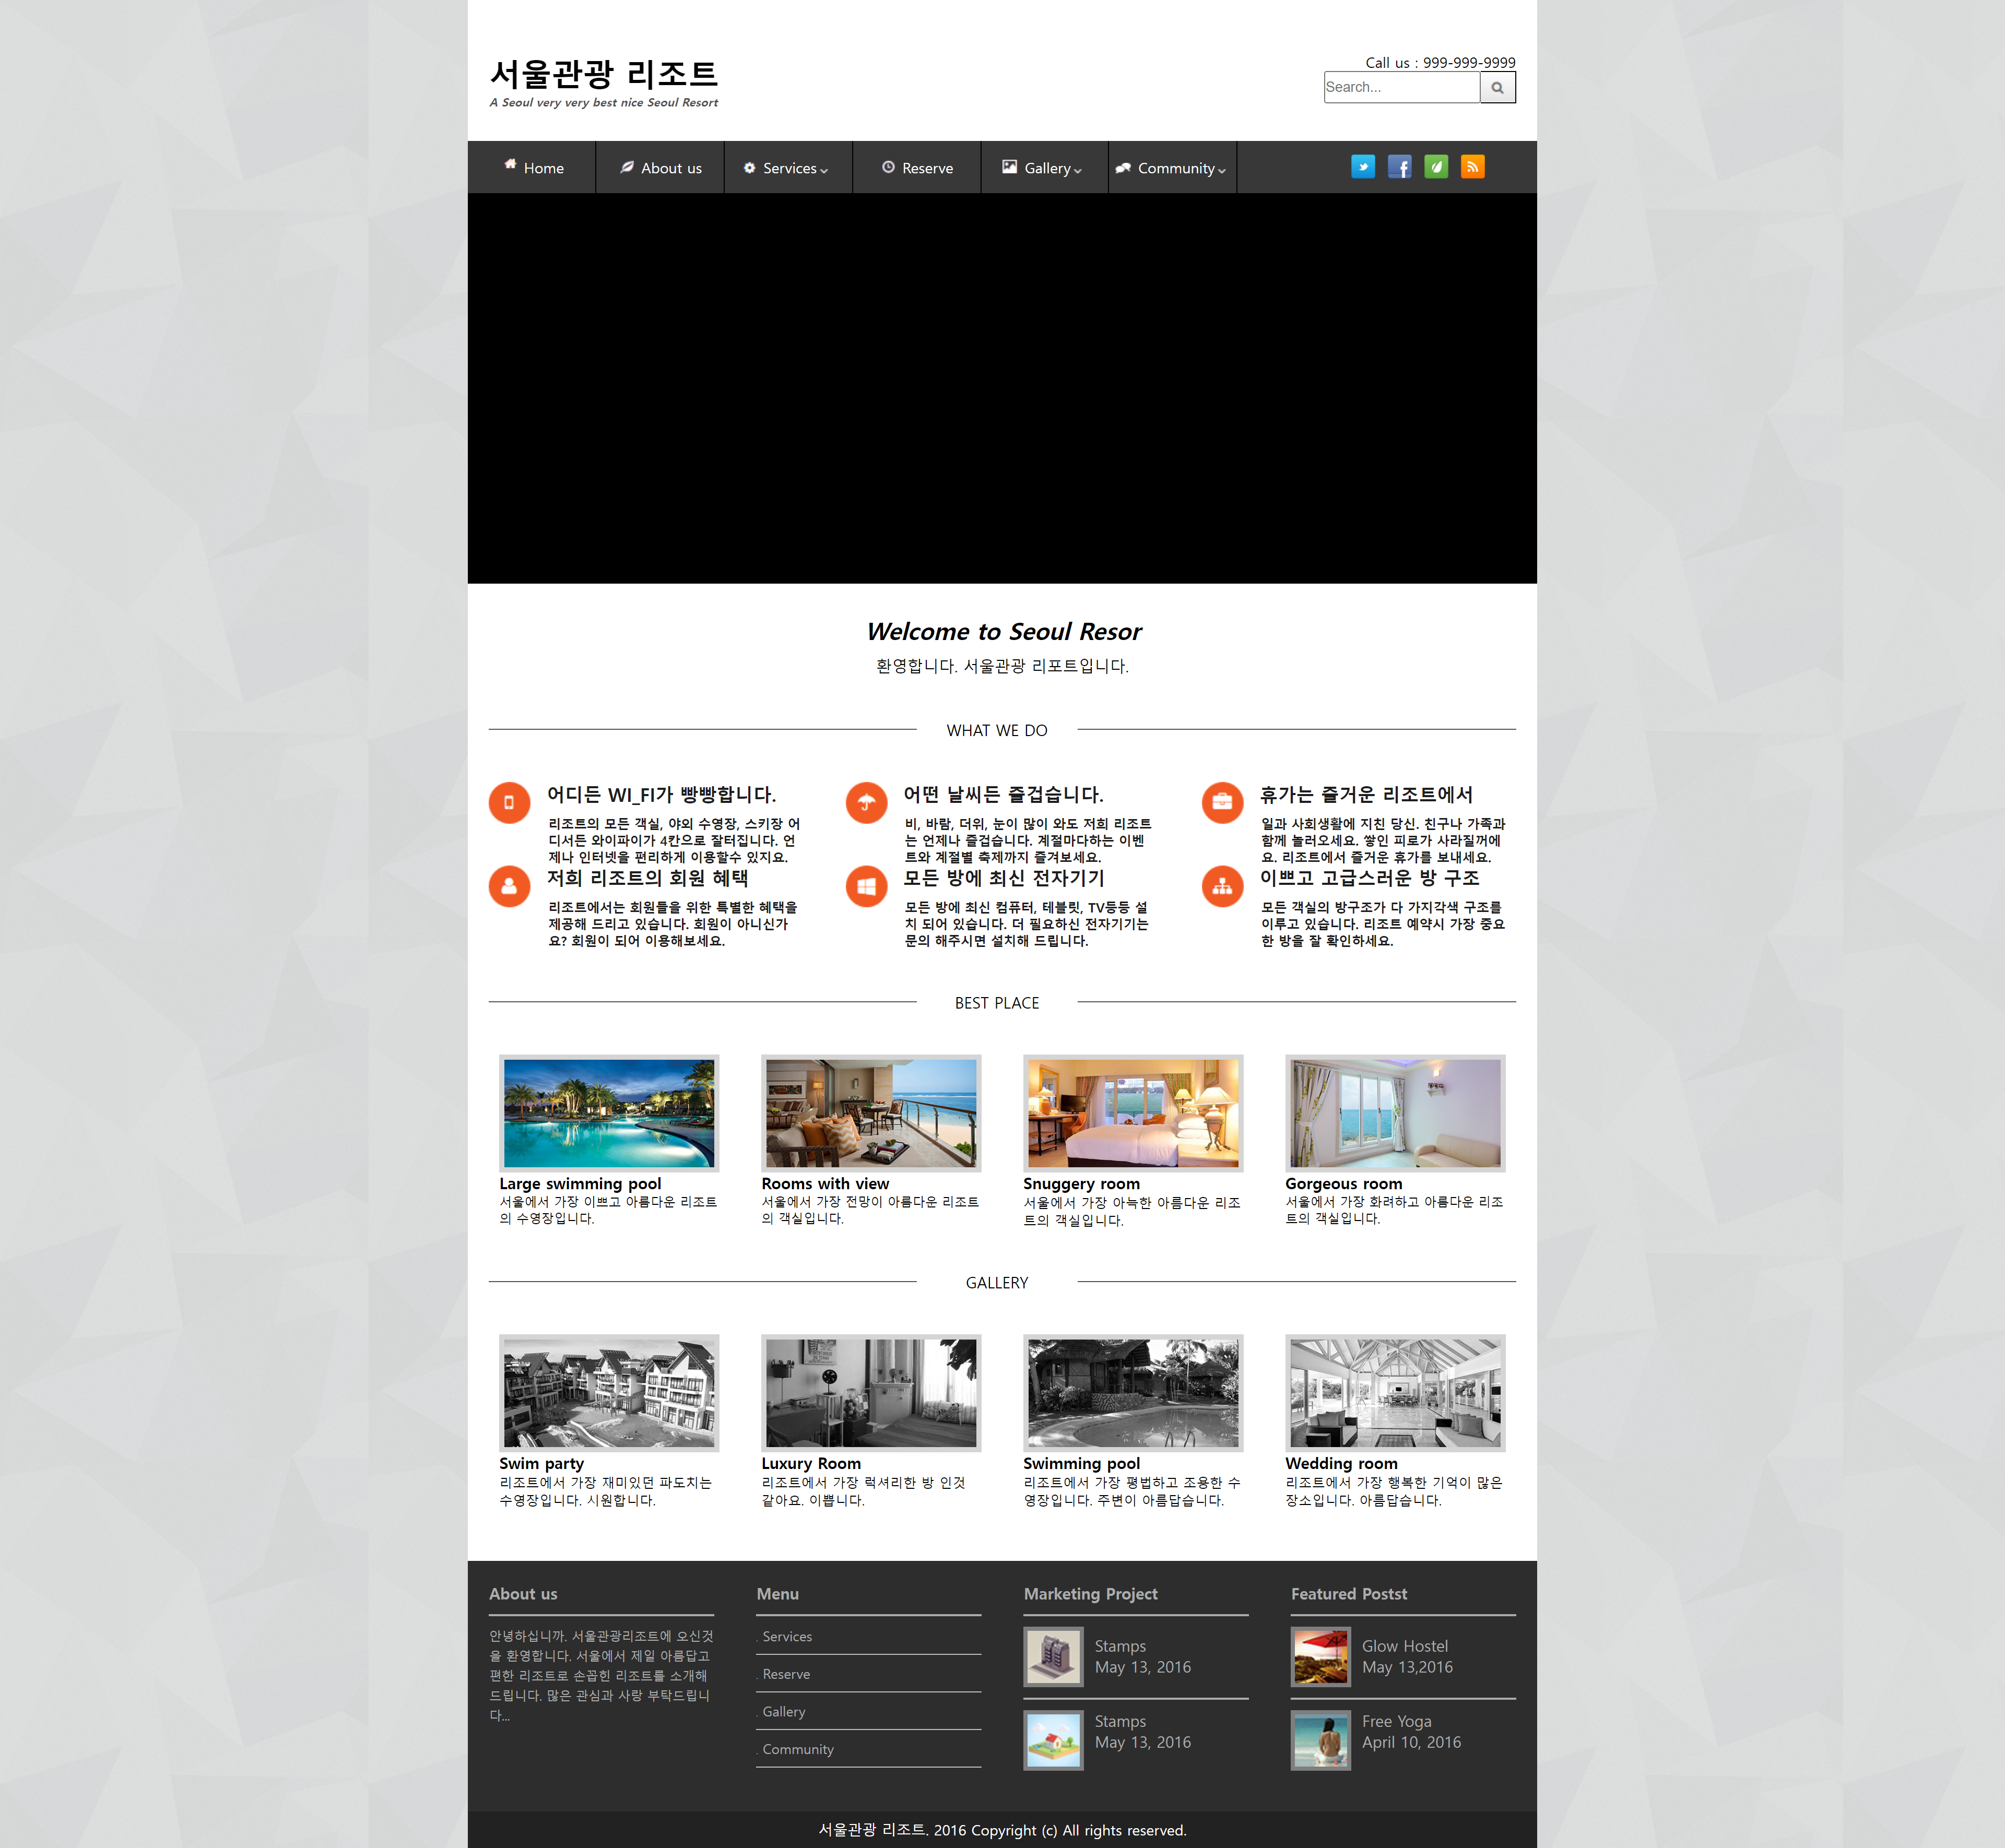 서울관광 리조트
A Seoul very very best nice Seoul Resort
Call us : 999-999-9999
Search...
Home
About us
Services
Reserve
Gallery
Community
Welcome to Seoul Resor
환영합니다. 서울관광 리포트입니다.
WHAT WE DO
어디든 WI_FI가 빵빵합니다.
리조트의 모든 객실, 야외 수영장, 스키장 어
디서든 와이파이가 4칸으로 잘터집니다. 언
제나 인터넷을 편리하게 이용할수 있지요.
어떤 날씨든 즐겁습니다.
비, 바람, 더위, 눈이 많이 와도 저희 리조트
는 언제나 즐겁습니다. 계절마다하는 이벤
트와 계절별 축제까지 즐겨보세요.
휴가는 즐거운 리조트에서
일과 사회생활에 지친 당신. 친구나 가족과
함께 놀러오세요. 쌓인 피로가 사라질꺼에
요. 리조트에서 즐거운 휴가를 보내세요.
저희 리조트의 회원 혜택
리조트에서는 회원들을 위한 특별한 혜택을
제공해 드리고 있습니다. 회원이 아니신가
요? 회원이 되어 이용해보세요.
모든 방에 최신 전자기기
모든 방에 최신 컴퓨터, 테블릿, TV등등 설
치 되어 있습니다. 더 필요하신 전자기기는
문의 해주시면 설치해 드립니다.
이쁘고 고급스러운 방 구조
모든 객실의 방구조가 다 가지각색 구조를
이루고 있습니다. 리조트 예약시 가장 중요
한 방을 잘 확인하세요.
BEST PLACE
Large swimming pool
서울에서 가장 이쁘고 아름다운 리조트
의 수영장입니다.
Rooms with view
서울에서 가장 전망이 아름다운 리조트
의 객실입니다.
Snuggery room
서울에서 가장 아늑한 아름다운 리조
트의 객실입니다.
Gorgeous room
서울에서 가장 화려하고 아름다운 리조
트의 객실입니다.
GALLERY
Swim party
리조트에서 가장 재미있던 파도치는
수영장입니다. 시원합니다.
Luxury Room
리조트에서 가장 럭셔리한 방 인것
같아요. 이쁩니다.
Swimming pool
리조트에서 가장 평법하고 조용한 수
영장입니다. 주변이 아름답습니다.
Wedding room
리조트에서 가장 행복한 기억이 많은
장소입니다. 아름답습니다.
About us
안녕하십니까. 서울관광리조트에 오신것
을 환영합니다. 서울에서 제일 아름답고
편한 리조트로 손꼽힌 리조트를 소개해
드립니다. 많은 관심과 사랑 부탁드립니
다...
Menu
. Services
. Reserve
. Gallery
. Community
Marketing Project
Stamps
May 13, 2016
Stamps
May 13, 2016
Featured Postst
Glow Hostel
May 13,2016
Free Yoga
April 10, 2016
서울관광 리조트. 2016 Copyright (c) All rights reserved.